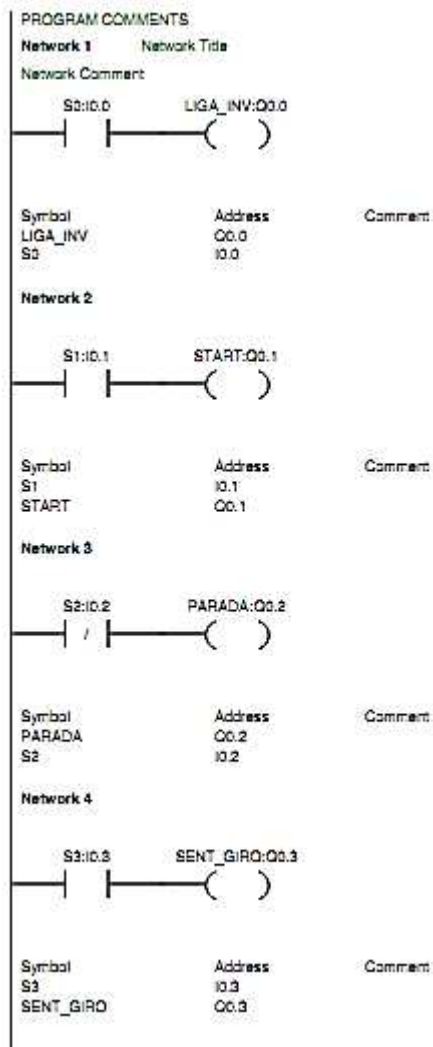 PROGRAM COMMENTS
Network 1 Network Title
Network Comment
S0:I0.0 LIGA_INV:Q0.0
Symbol Address Comment
LIGA_INV Q0.0
S0 I0.0
Network 2
S1:I0.1 START:Q0.1
Symbol Address Comment
S1 I0.1
START Q0.1
Network 3
S2:I0.2 PARADA:Q0.2
/
Symbol Address Comment
PARADA Q0.2
S2 I0.2
Network 4
S3:I0.3 SENT_GIRO:Q0.3
Symbol Address Comment
S3 I0.3
SENT_GIRO Q0.3